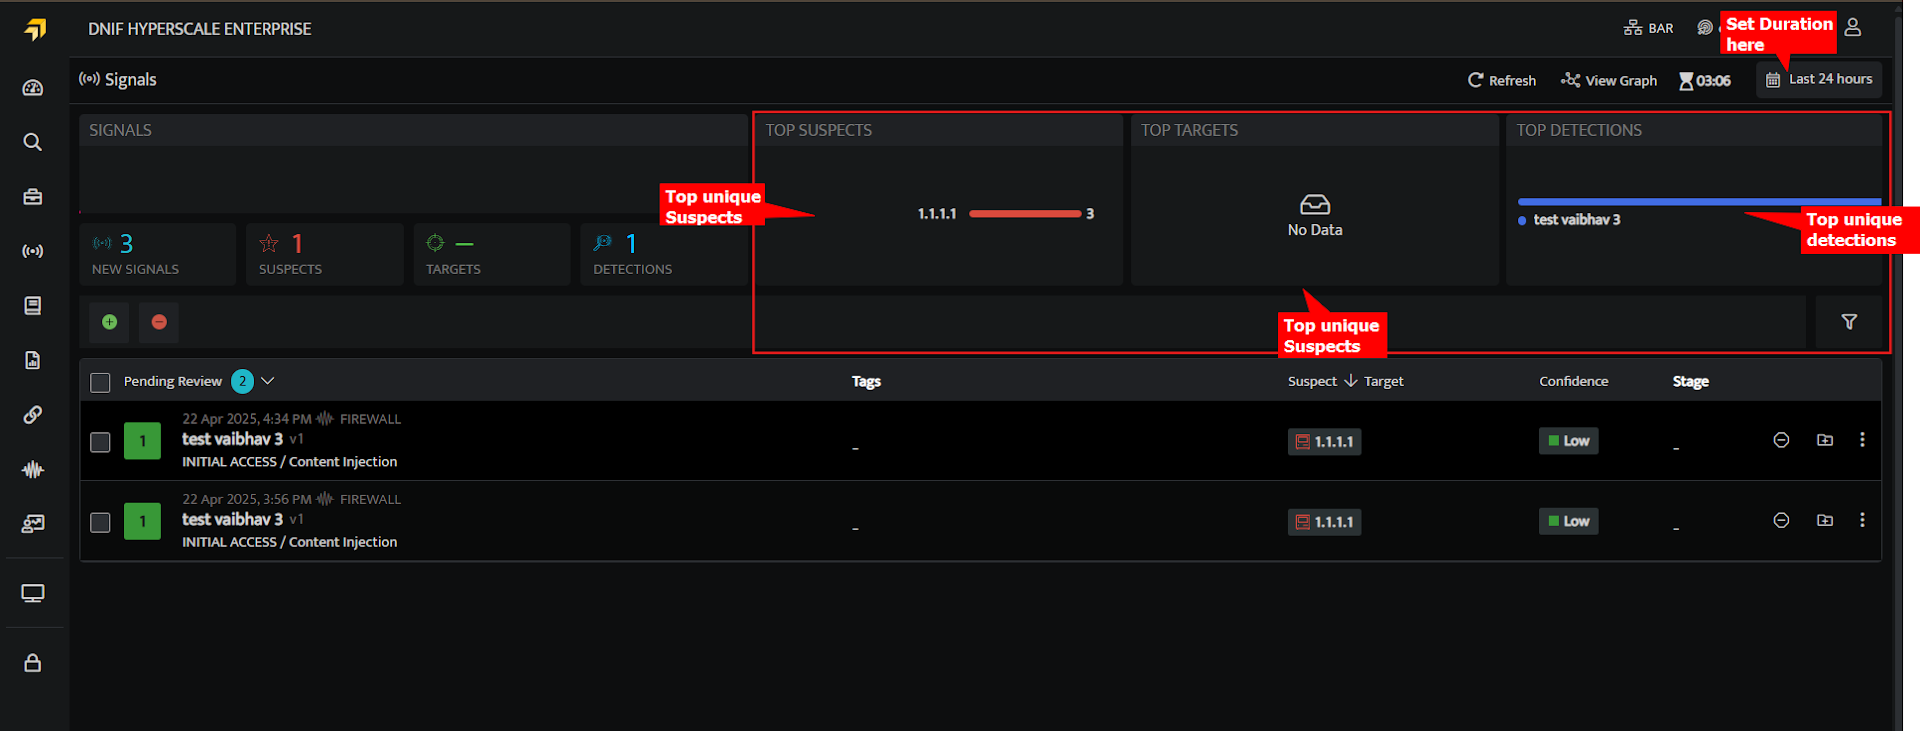 DNIF HYPERSCALE ENTERPRISE
BAR
Set Duration
here
Signals
Refresh
View Graph
03:06
Last 24 hours
SIGNALS
TOP SUSPECTS
TOP TARGETS
TOP DETECTIONS
Top unique
Suspects
1.1.1.1
3
No Data
test vaibhav 3
Top unique
detections
3
NEW SIGNALS
1
SUSPECTS
–
TARGETS
1
DETECTIONS
Top unique
Suspects
Pending Review 2
Tags
Suspect
Target
Confidence
Stage
22 Apr 2025, 4:34 PM FIREWALL
1
test vaibhav 3 v1
INITIAL ACCESS / Content Injection
–
1.1.1.1
Low
–
22 Apr 2025, 3:56 PM FIREWALL
1
test vaibhav 3 v1
INITIAL ACCESS / Content Injection
–
1.1.1.1
Low
–